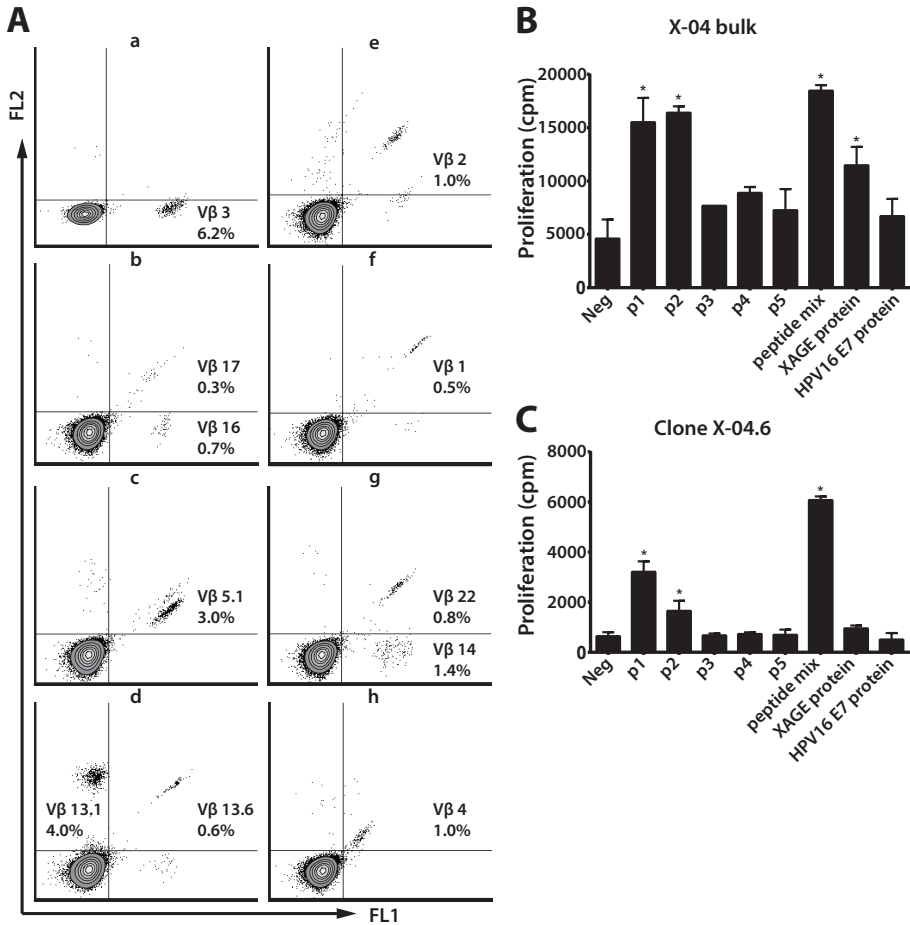 A
FL2
a
Vβ 3
6.2%
b
Vβ 17
0.3%
Vβ 16
0.7%
c
Vβ 5.1
3.0%
d
Vβ 13.1
4.0%
Vβ 13.6
0.6%
e
Vβ 2
1.0%
f
Vβ 1
0.5%
g
Vβ 22
0.8%
Vβ 14
1.4%
h
Vβ 4
1.0%
FL1
B
X-04 bulk
Proliferation (cpm)
20000
15000
10000
5000
0
* * * *
Neg
p1
p2
p3
p4
p5
peptide mix
XAGE protein
HPV16 E7 protein
C
Clone X-04.6
Proliferation (cpm)
8000
6000
4000
2000
0
* * *
Neg
p1
p2
p3
p4
p5
peptide mix
XAGE protein
HPV16 E7 protein